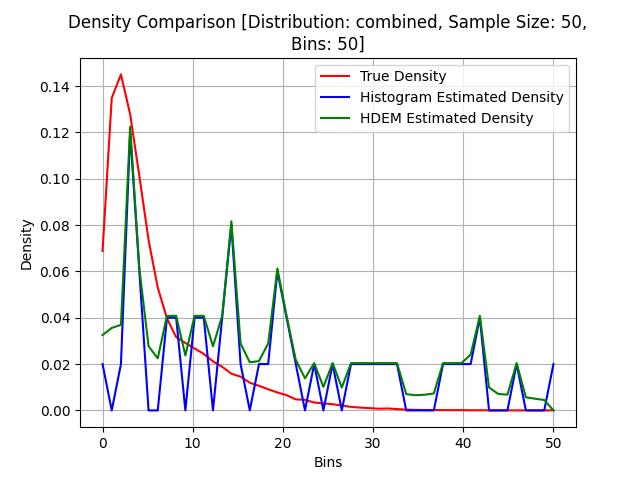 Density Comparison [Distribution: combined, Sample Size: 50,
Bins: 50]
True Density
Histogram Estimated Density
HDEM Estimated Density
Density
0.14
0.12
0.10
0.08
0.06
0.04
0.02
0.00
0 10 20 30 40 50
Bins